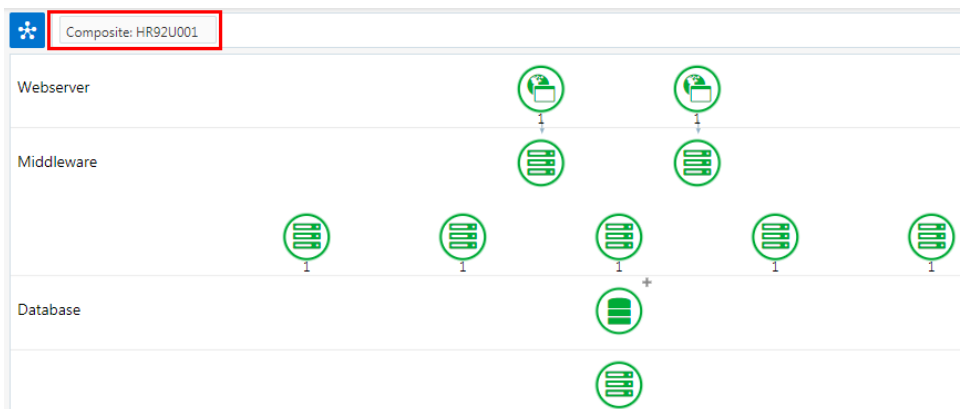 Composite: HR92U001
Webserver
1 1
Middleware
1 1 1 1 1
Database